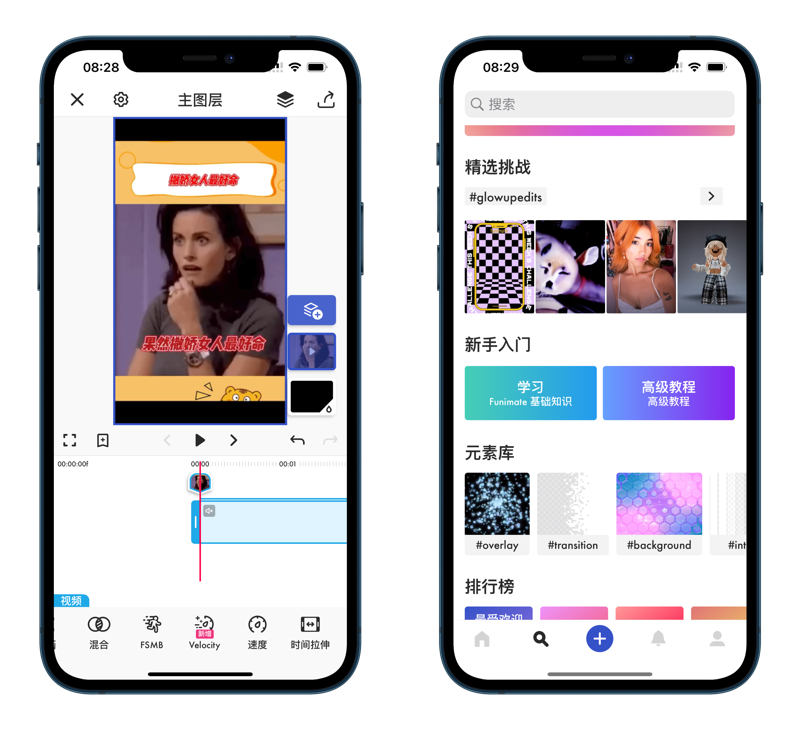 08:28
主图层
撒娇女人最好命
果然撒娇女人最好命
00:00:00f
00:00
00:01
视频
混合
FSMB
新增
Velocity
速度
时间拉伸
08:29
搜索
精选挑战
#glowupedits
新手入门
学习
Funimate 基础知识
高级教程
高级教程
元素库
#overlay
#transition
#background
#int
排行榜
最受欢迎